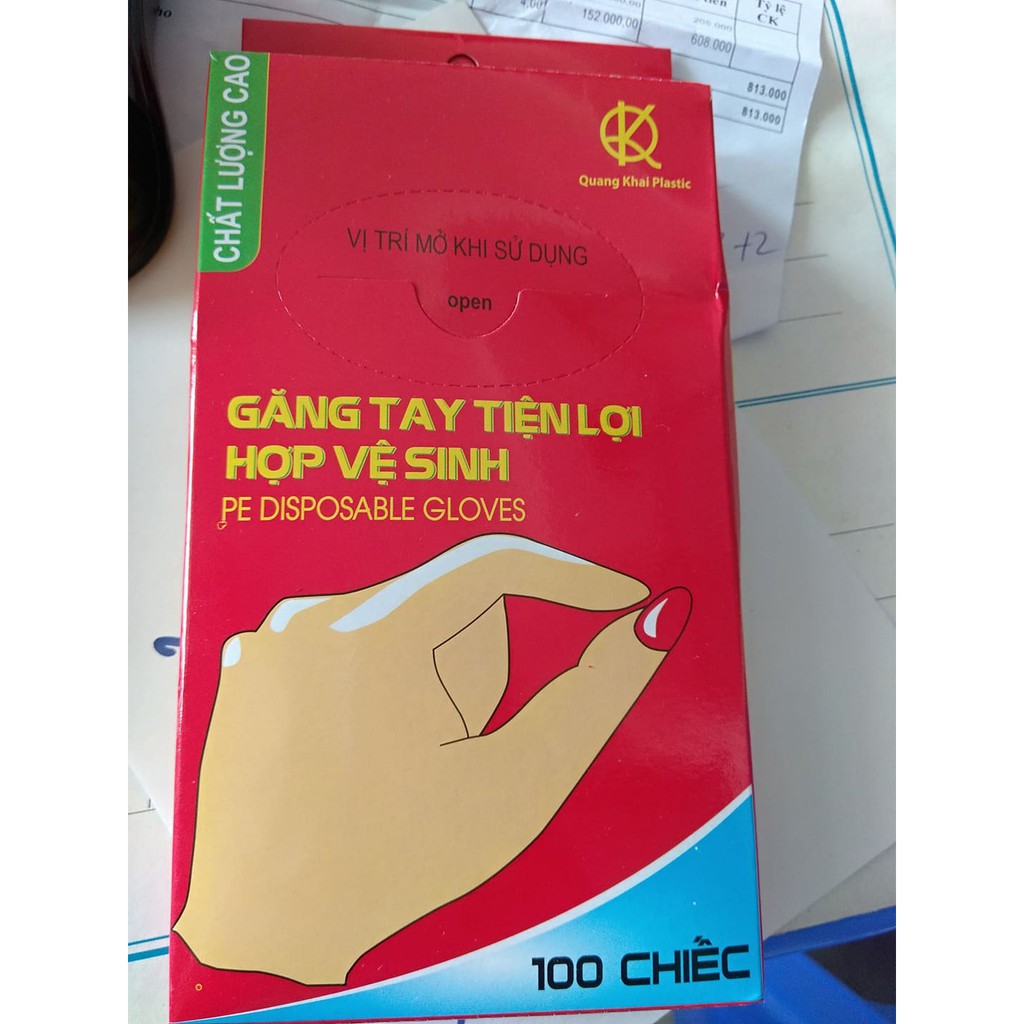 Tỷ lệ
CK
152.000,00
608.000
813.000
813.000
+2
CHẤT LƯỢNG CAO
Quang Khai Plastic
VỊ TRÍ MỞ KHI SỬ DỤNG
open
GĂNG TAY TIỆN LỢI
HỢP VỆ SINH
PE DISPOSABLE GLOVES
100 CHIẾC